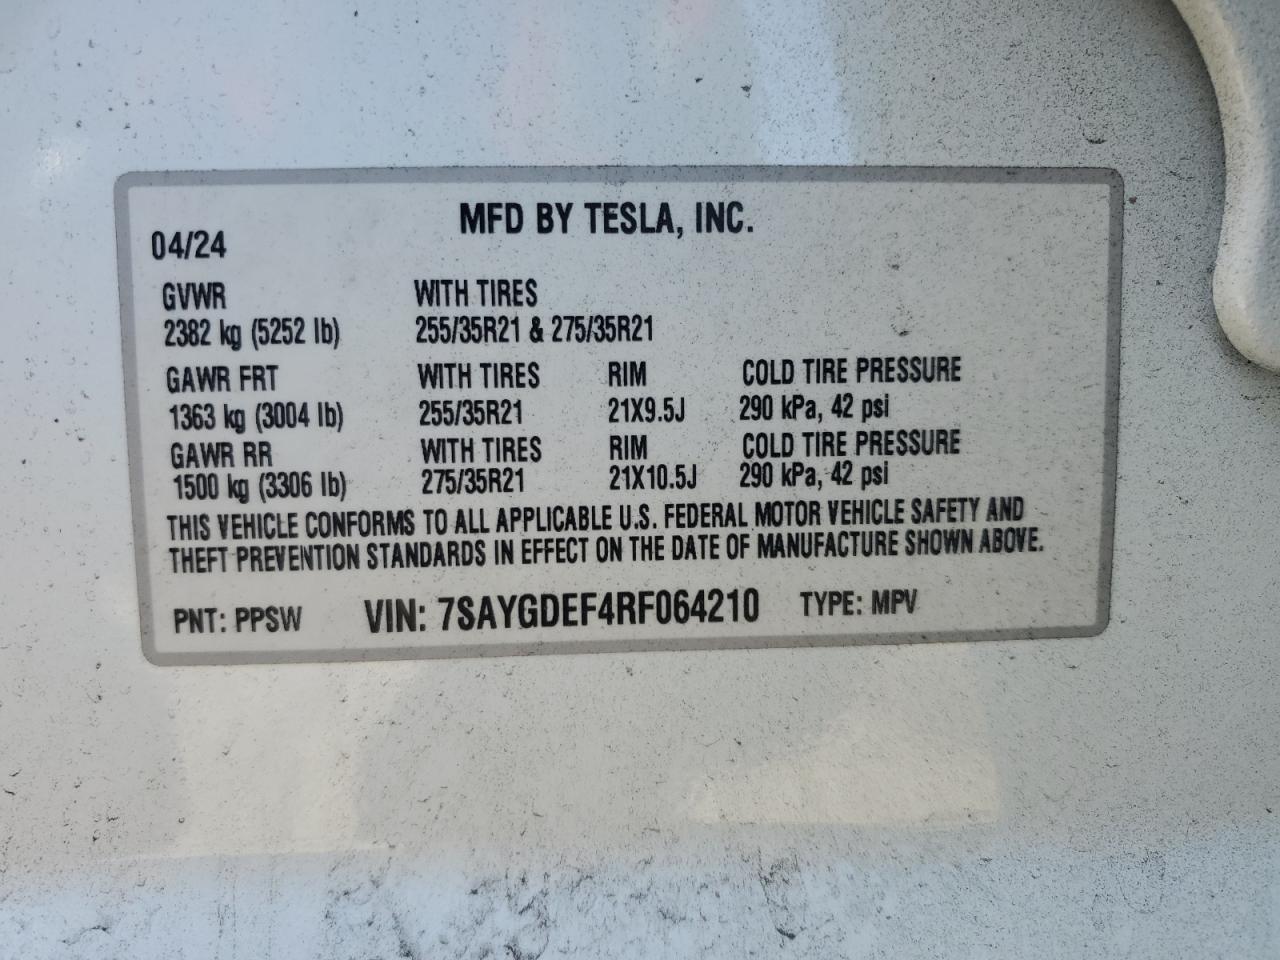 MFD BY TESLA, INC.
04/24
GVWR WITH TIRES
2382 kg (5252 lb) 255/35R21 & 275/35R21
GAWR FRT WITH TIRES RIM COLD TIRE PRESSURE
1363 kg (3004 lb) 255/35R21 21X9.5J 290 kPa, 42 psi
GAWR RR WITH TIRES RIM COLD TIRE PRESSURE
1500 kg (3306 lb) 275/35R21 21X10.5J 290 kPa, 42 psi
THIS VEHICLE CONFORMS TO ALL APPLICABLE U.S. FEDERAL MOTOR VEHICLE SAFETY AND
THEFT PREVENTION STANDARDS IN EFFECT ON THE DATE OF MANUFACTURE SHOWN ABOVE.
PNT: PPSW VIN: 7SAYGDEF4RF064210 TYPE: MPV